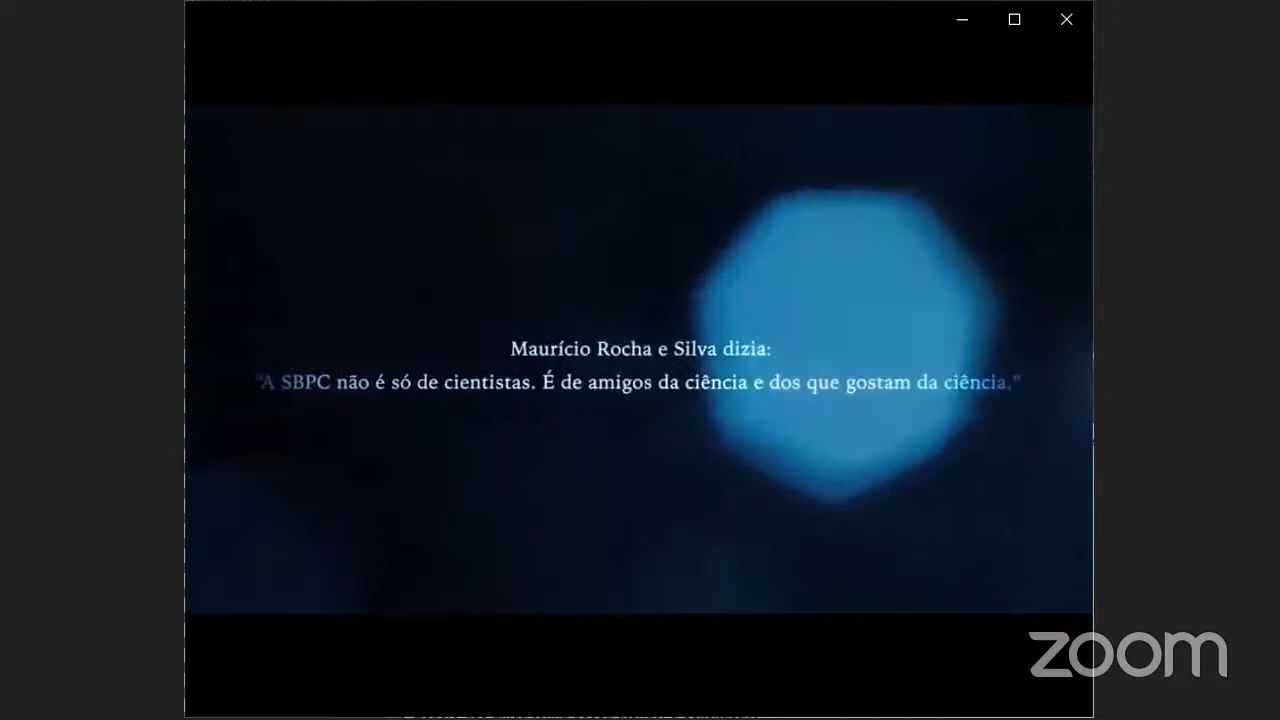 Maurício Rocha e Silva dizia:
"A SBPC não é só de cientistas. É de amigos da ciência e dos que gostam da ciência."
zoom